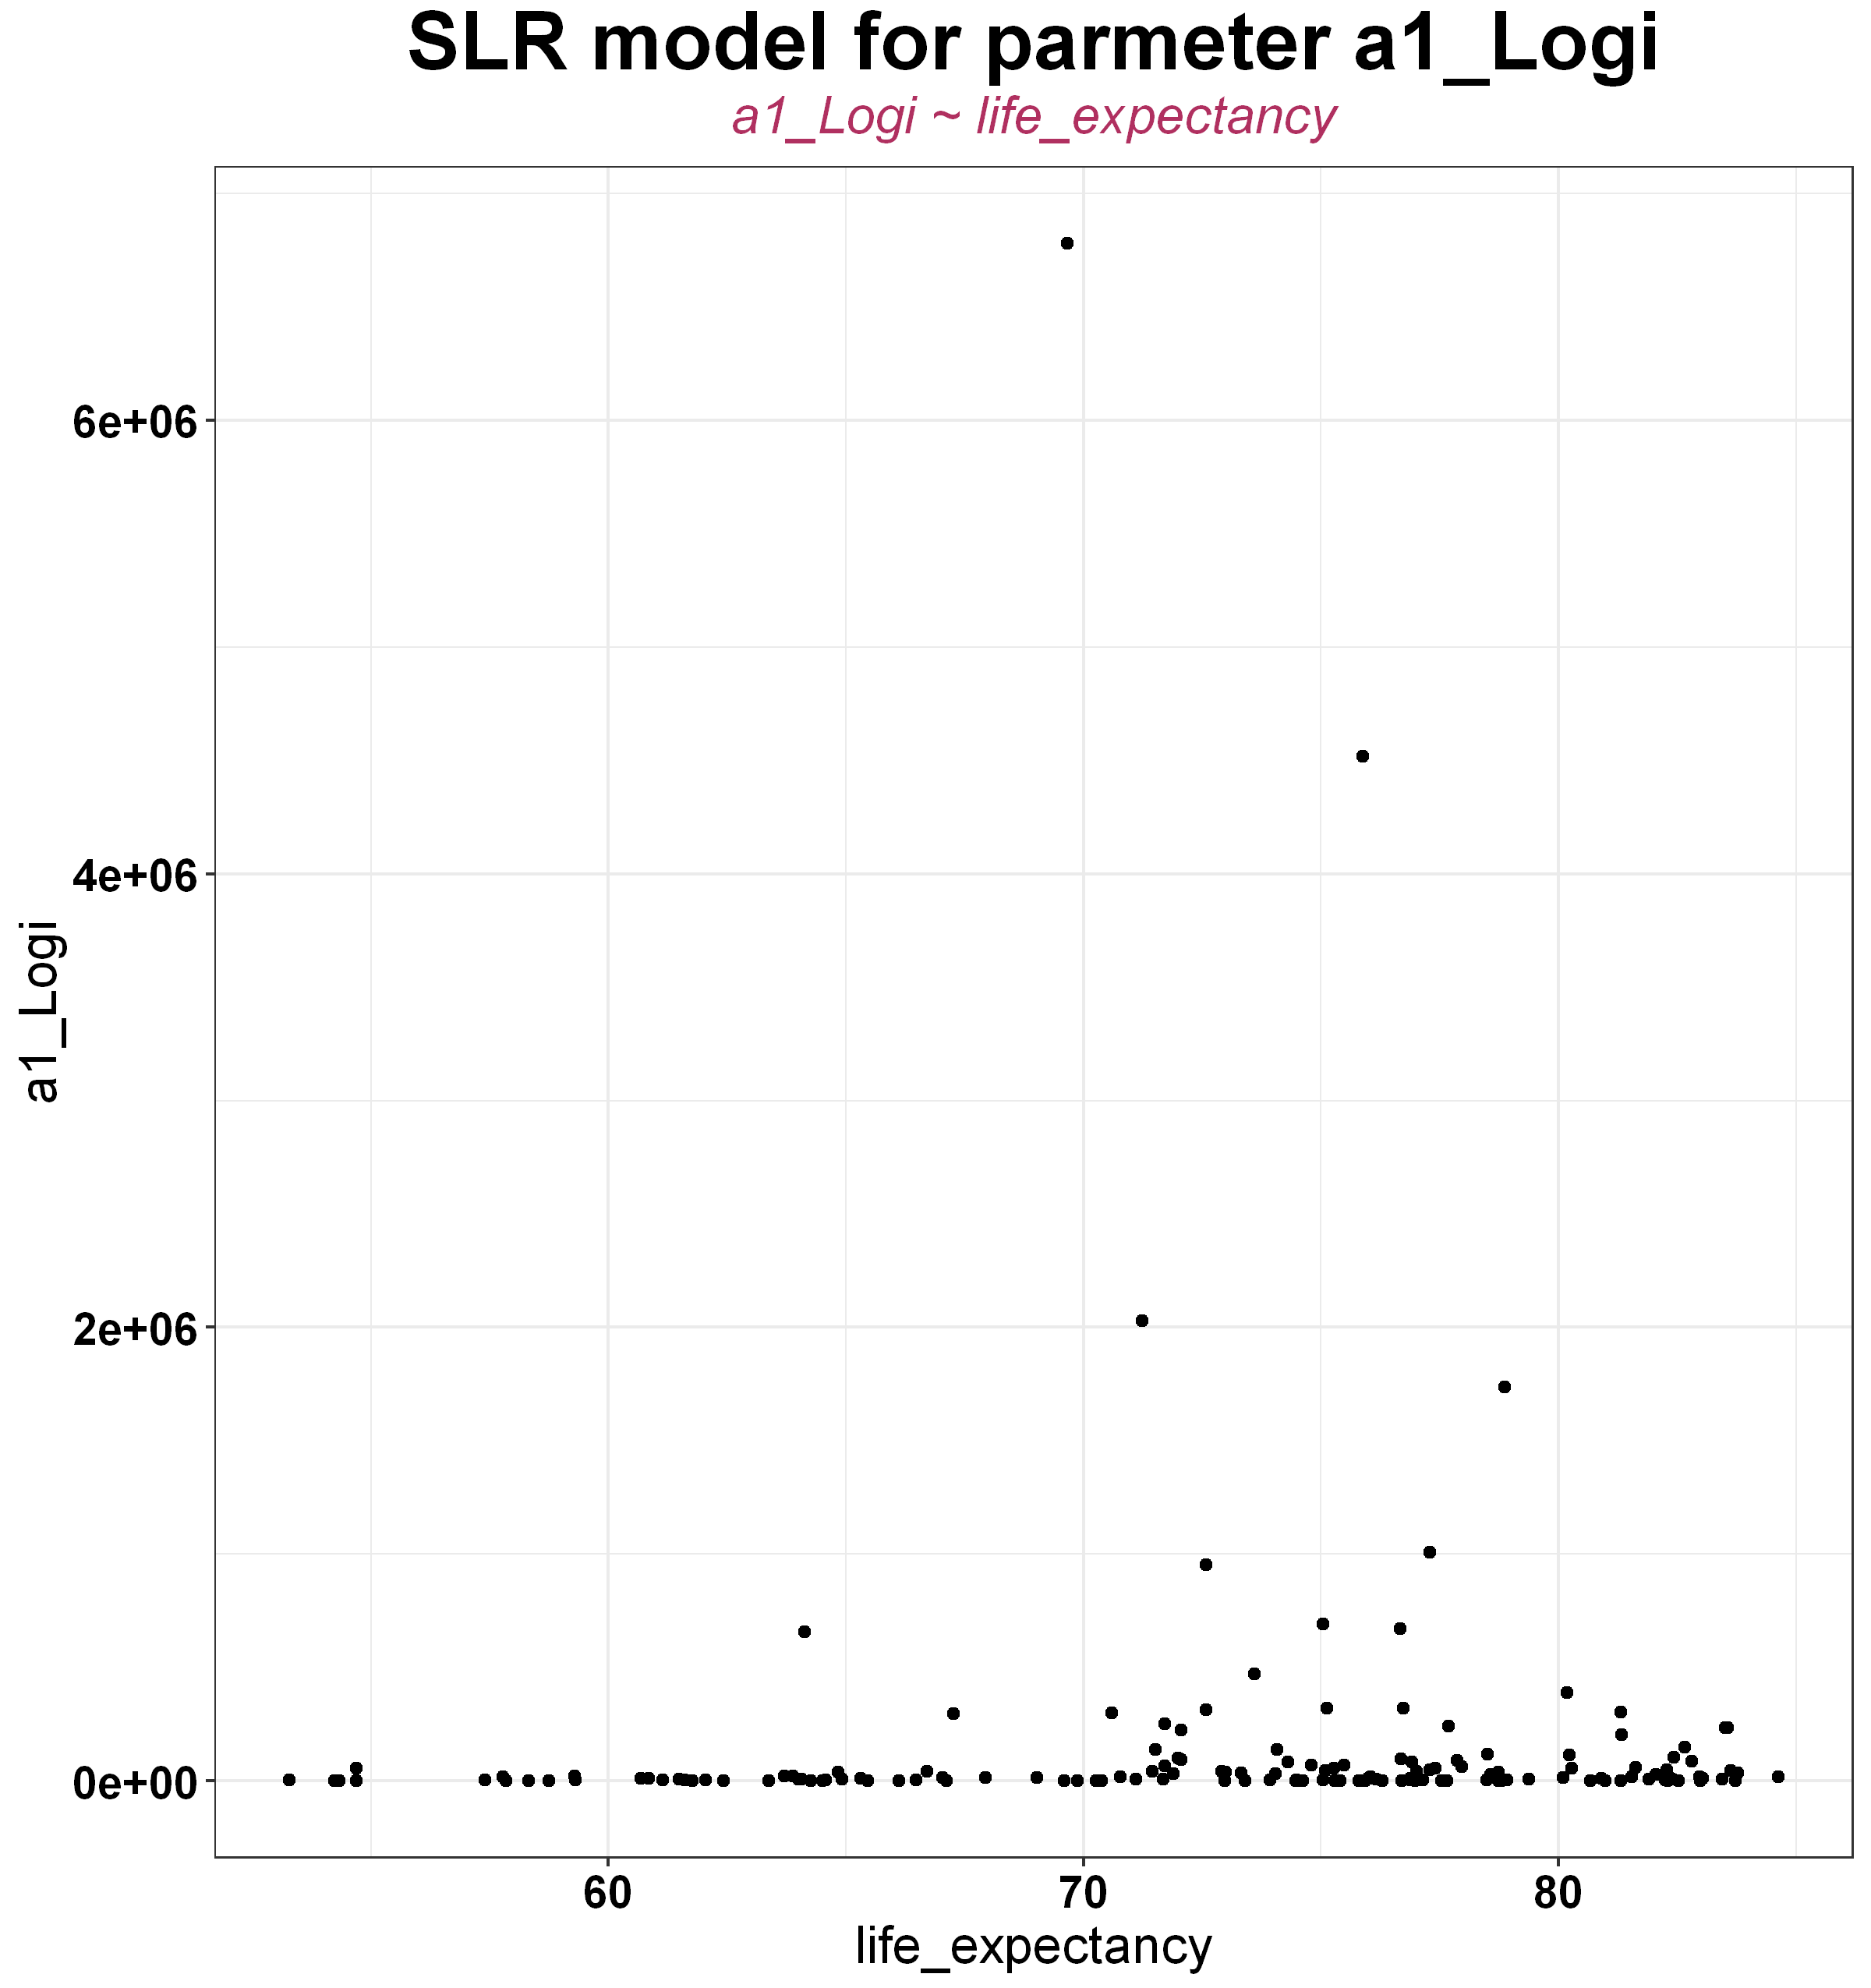 SLR model for parmeter a1_Logi
a1_Logi ~ life_expectancy
6e+06
4e+06
2e+06
0e+00
a1_Logi
60 70 80
life_expectancy